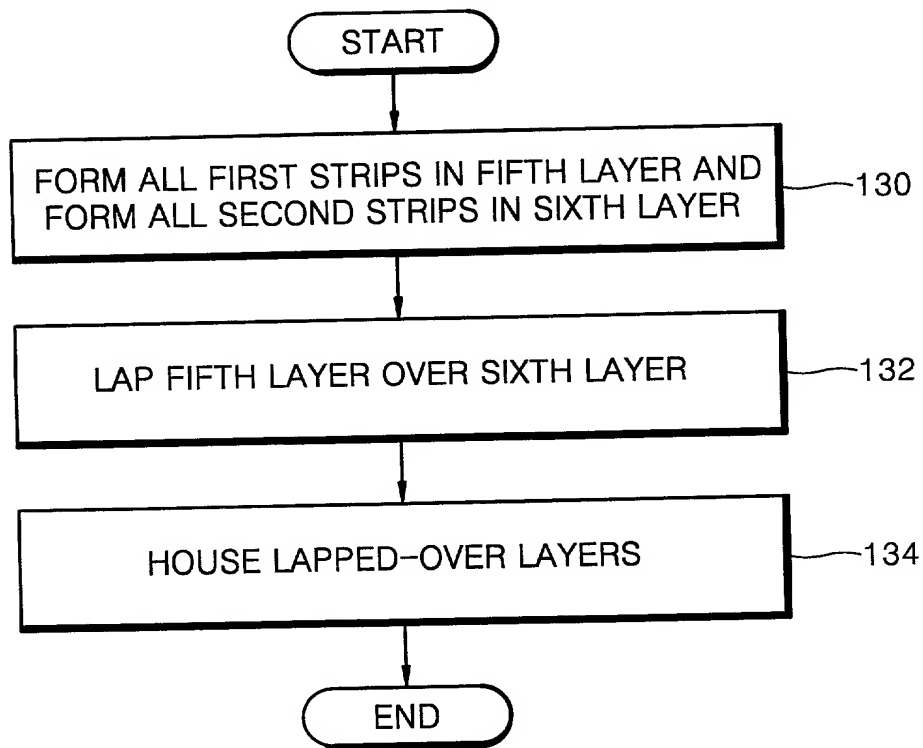 START
FORM ALL FIRST STRIPS IN FIFTH LAYER AND
FORM ALL SECOND STRIPS IN SIXTH LAYER
130
LAP FIFTH LAYER OVER SIXTH LAYER
132
HOUSE LAPPED-OVER LAYERS
134
END